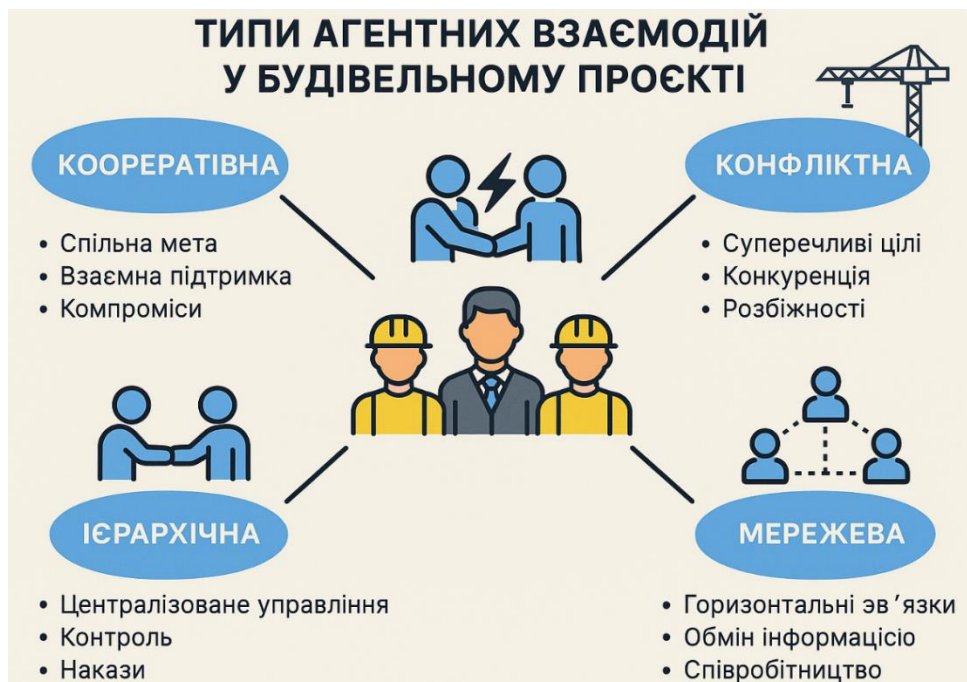 ТИПИ АГЕНТНИХ ВЗАЄМОДІЙ
У БУДІВЕЛЬНОМУ ПРОЄКТІ
КООРЕРАТІВНА
• Спільна мета
• Взаємна підтримка
• Компроміси
КОНФЛІКТНА
• Суперечливі цілі
• Конкуренція
• Розбіжності
ІЄРАРХІЧНА
• Централізоване управління
• Контроль
• Накази
МЕРЕЖЕВА
• Горизонтальні эв'язки
• Обмін інформацісю
• Співробітництво